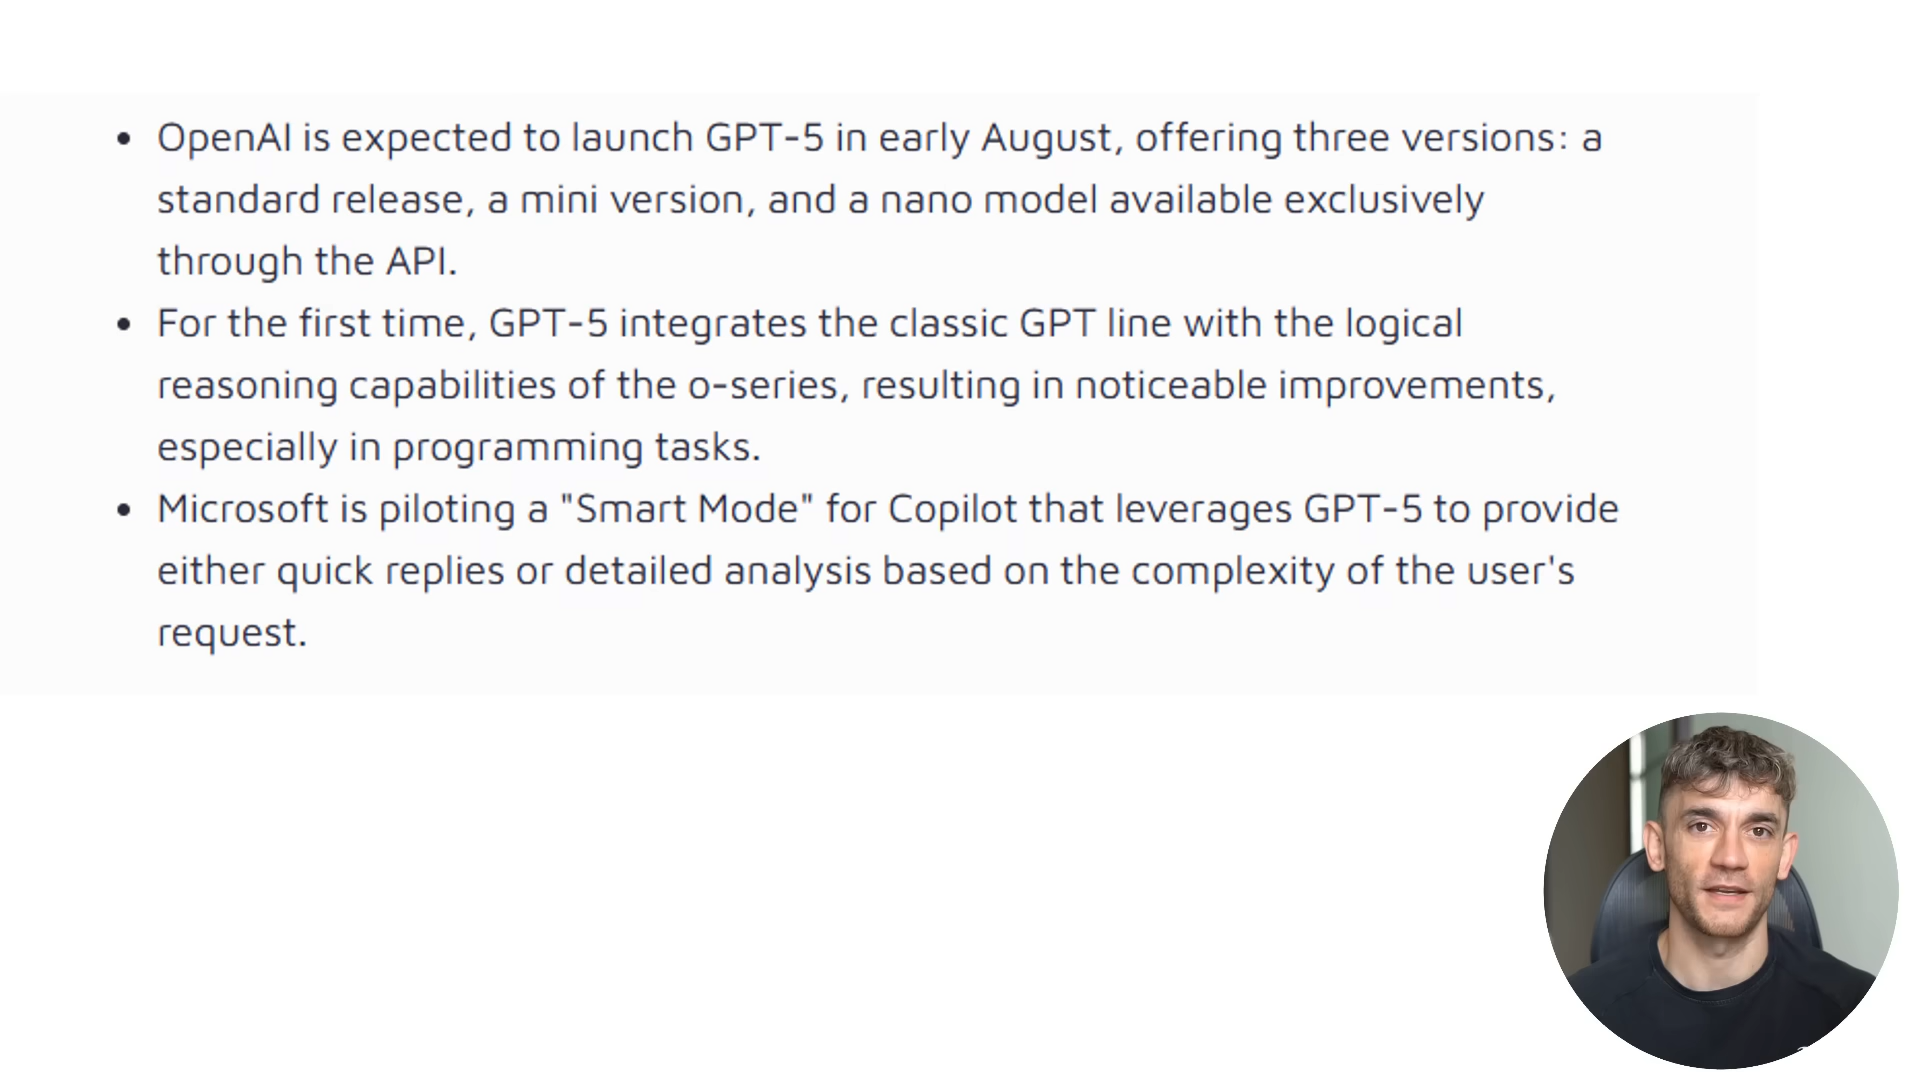 • OpenAI is expected to launch GPT-5 in early August, offering three versions: a
standard release, a mini version, and a nano model available exclusively
through the API.
• For the first time, GPT-5 integrates the classic GPT line with the logical
reasoning capabilities of the o-series, resulting in noticeable improvements,
especially in programming tasks.
• Microsoft is piloting a "Smart Mode" for Copilot that leverages GPT-5 to provide
either quick replies or detailed analysis based on the complexity of the user's
request.